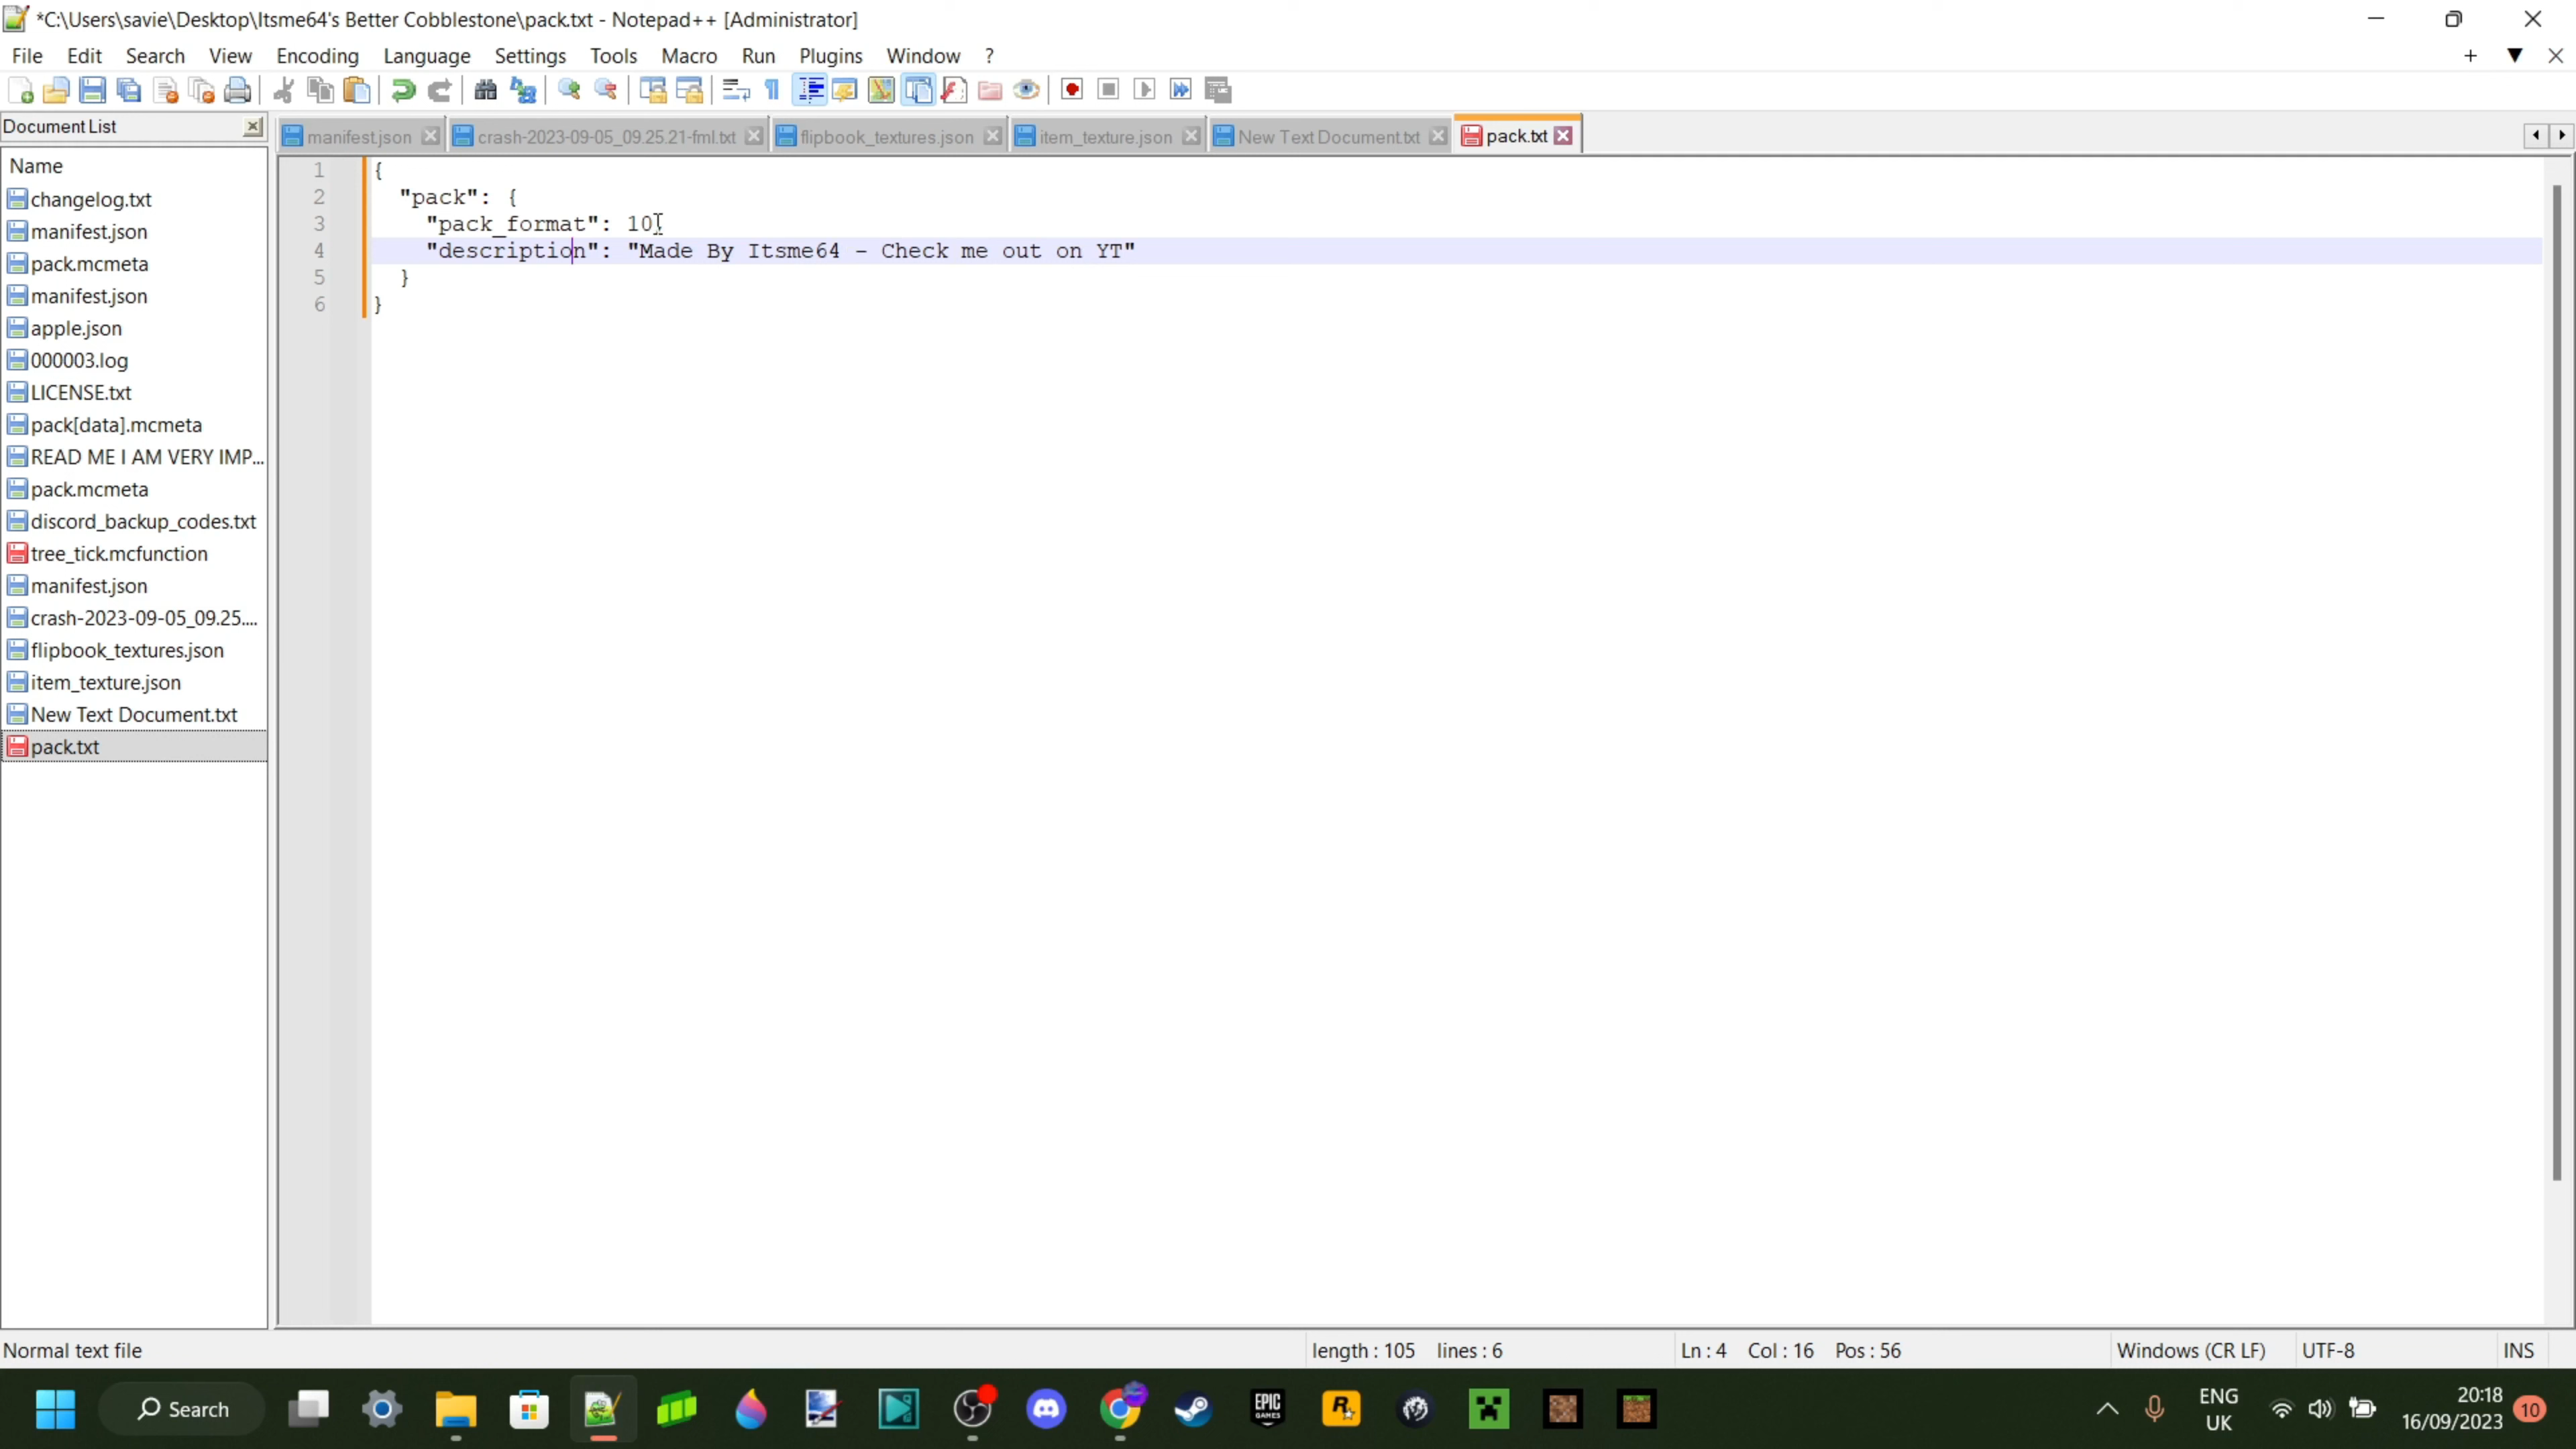 *C:\Users\savie\Desktop\Itsme64's Better Cobblestone\pack.txt - Notepad++ [Administrator]
File Edit Search View Encoding Language Settings Tools Macro Run Plugins Window ?
Document List
manifest.json crash-2023-09-05_09.25.21-fml.txt flipbook_textures.json item_texture.json New Text Document.txt pack.txt
Name
changelog.txt
manifest.json
pack.mcmeta
manifest.json
apple.json
000003.log
LICENSE.txt
pack[data].mcmeta
READ ME I AM VERY IMP...
pack.mcmeta
discord_backup_codes.txt
tree_tick.mcfunction
manifest.json
crash-2023-09-05_09.25....
flipbook_textures.json
item_texture.json
New Text Document.txt
pack.txt
1 {
2 "pack": {
3 "pack_format": 10,
4 "description": "Made By Itsme64 - Check me out on YT"
5 }
6 }
Normal text file length : 105 lines : 6 Ln : 4 Col : 16 Pos : 56 Windows (CR LF) UTF-8 INS
Search
EPIC GAMES
R
ENG
UK
20:18
16/09/2023
10